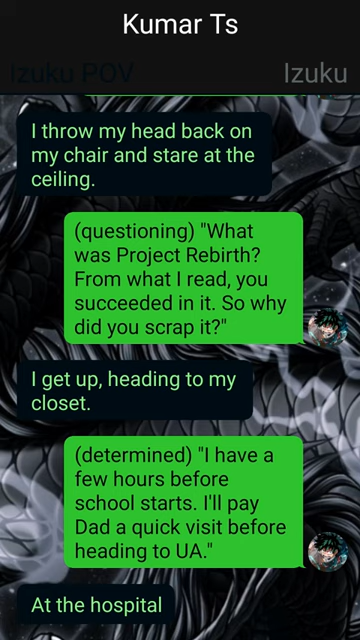 Kumar Ts
Izuku POV
Izuku
I throw my head back on
my chair and stare at the
ceiling.
(questioning) "What
was Project Rebirth?
From what I read, you
succeeded in it. So why
did you scrap it?"
I get up, heading to my
closet.
(determined) "I have a
few hours before
school starts. I'll pay
Dad a quick visit before
heading to UA."
At the hospital